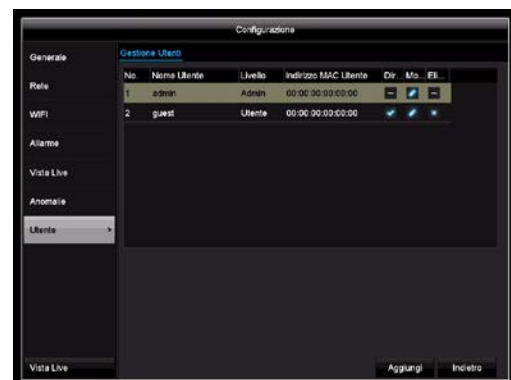 Configurazione
Generale
Rete
WIFI
Allarme
Vista Live
Anomalie
Utente
Vista Live
Gestione Utenti
No. Nome Utente Livello Indirizzo MAC Utente Dir... Mo... Eli...
1 admin Admin 00:00:00:00:00:00
2 guest Utente 00:00:00:00:00:00
Aggiungi Indietro